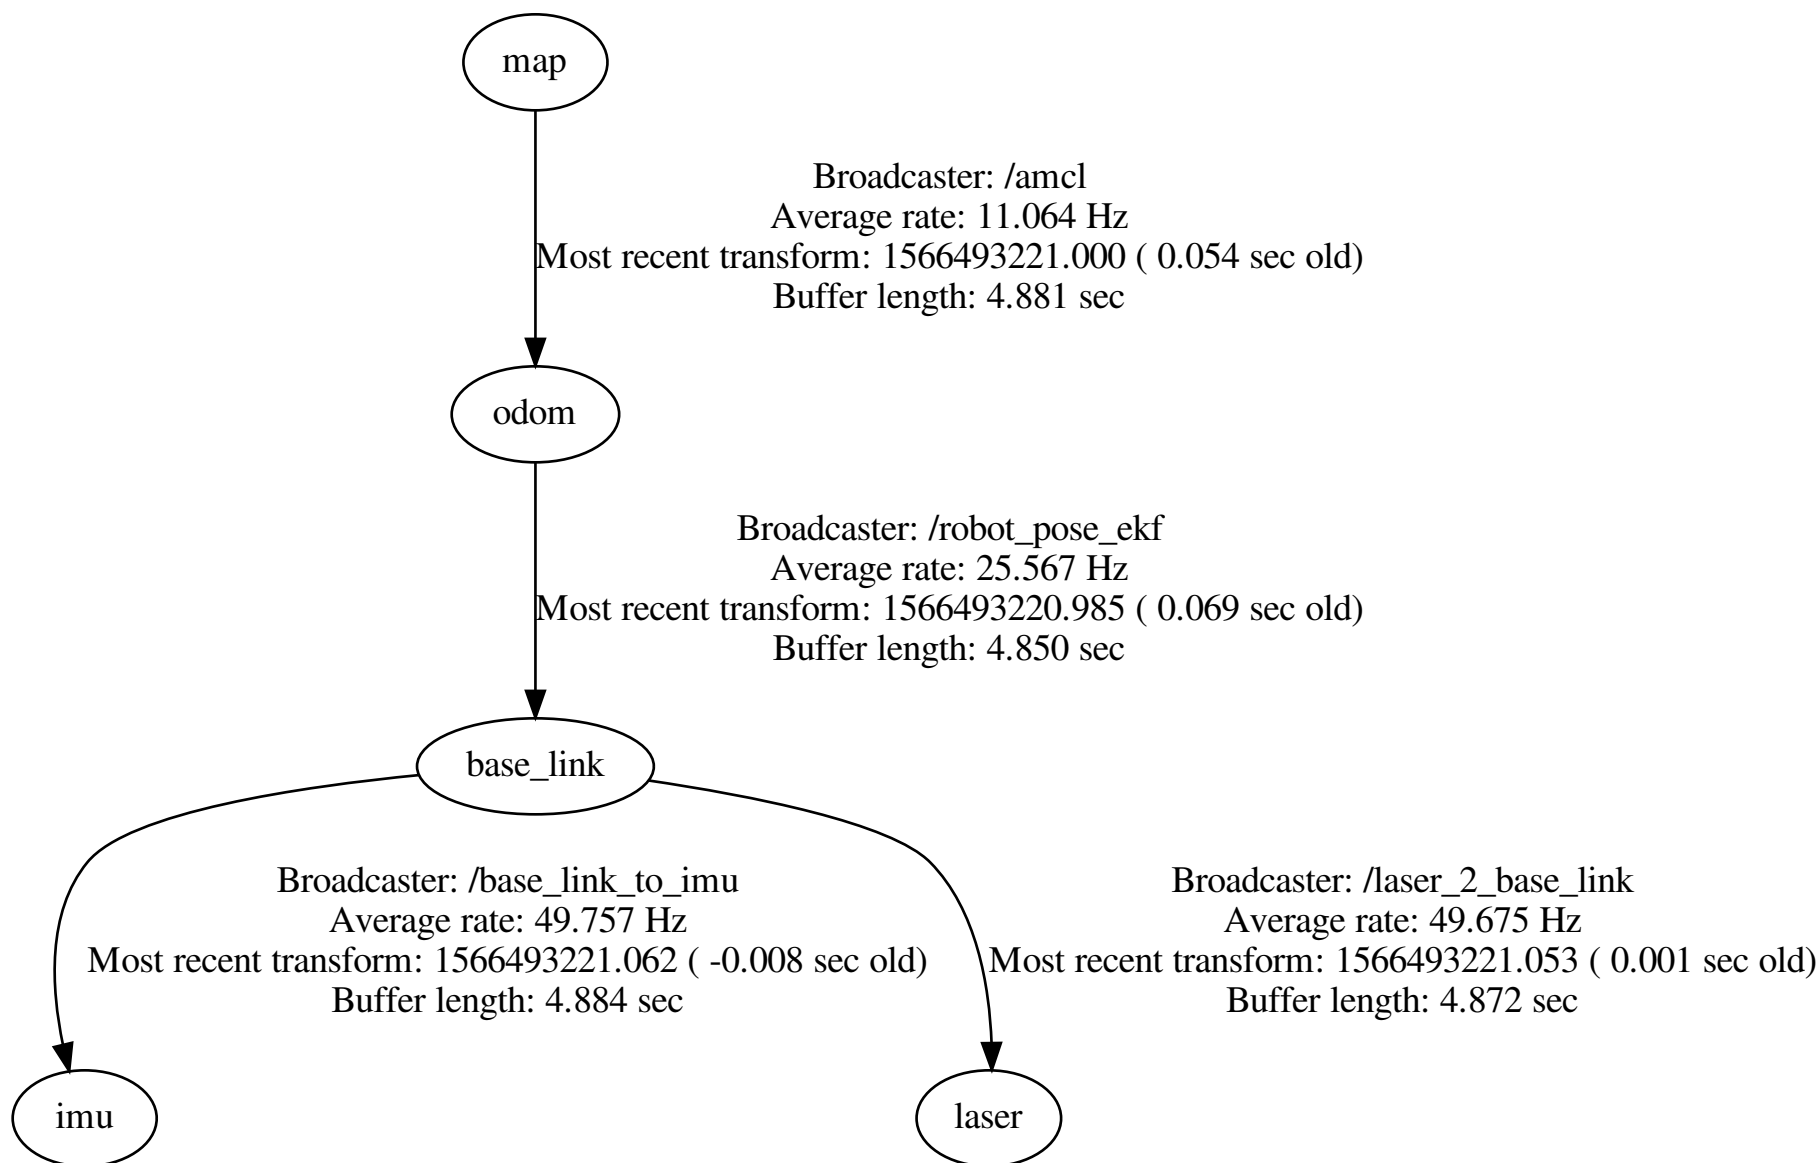 map
Broadcaster: /amcl
Average rate: 11.064 Hz
Most recent transform: 1566493221.000 ( 0.054 sec old)
Buffer length: 4.881 sec
odom
Broadcaster: /robot_pose_ekf
Average rate: 25.567 Hz
Most recent transform: 1566493220.985 ( 0.069 sec old)
Buffer length: 4.850 sec
base_link
Broadcaster: /base_link_to_imu
Average rate: 49.757 Hz
Most recent transform: 1566493221.062 ( -0.008 sec old)
Buffer length: 4.884 sec
Broadcaster: /laser_2_base_link
Average rate: 49.675 Hz
Most recent transform: 1566493221.053 ( 0.001 sec old)
Buffer length: 4.872 sec
imu
laser